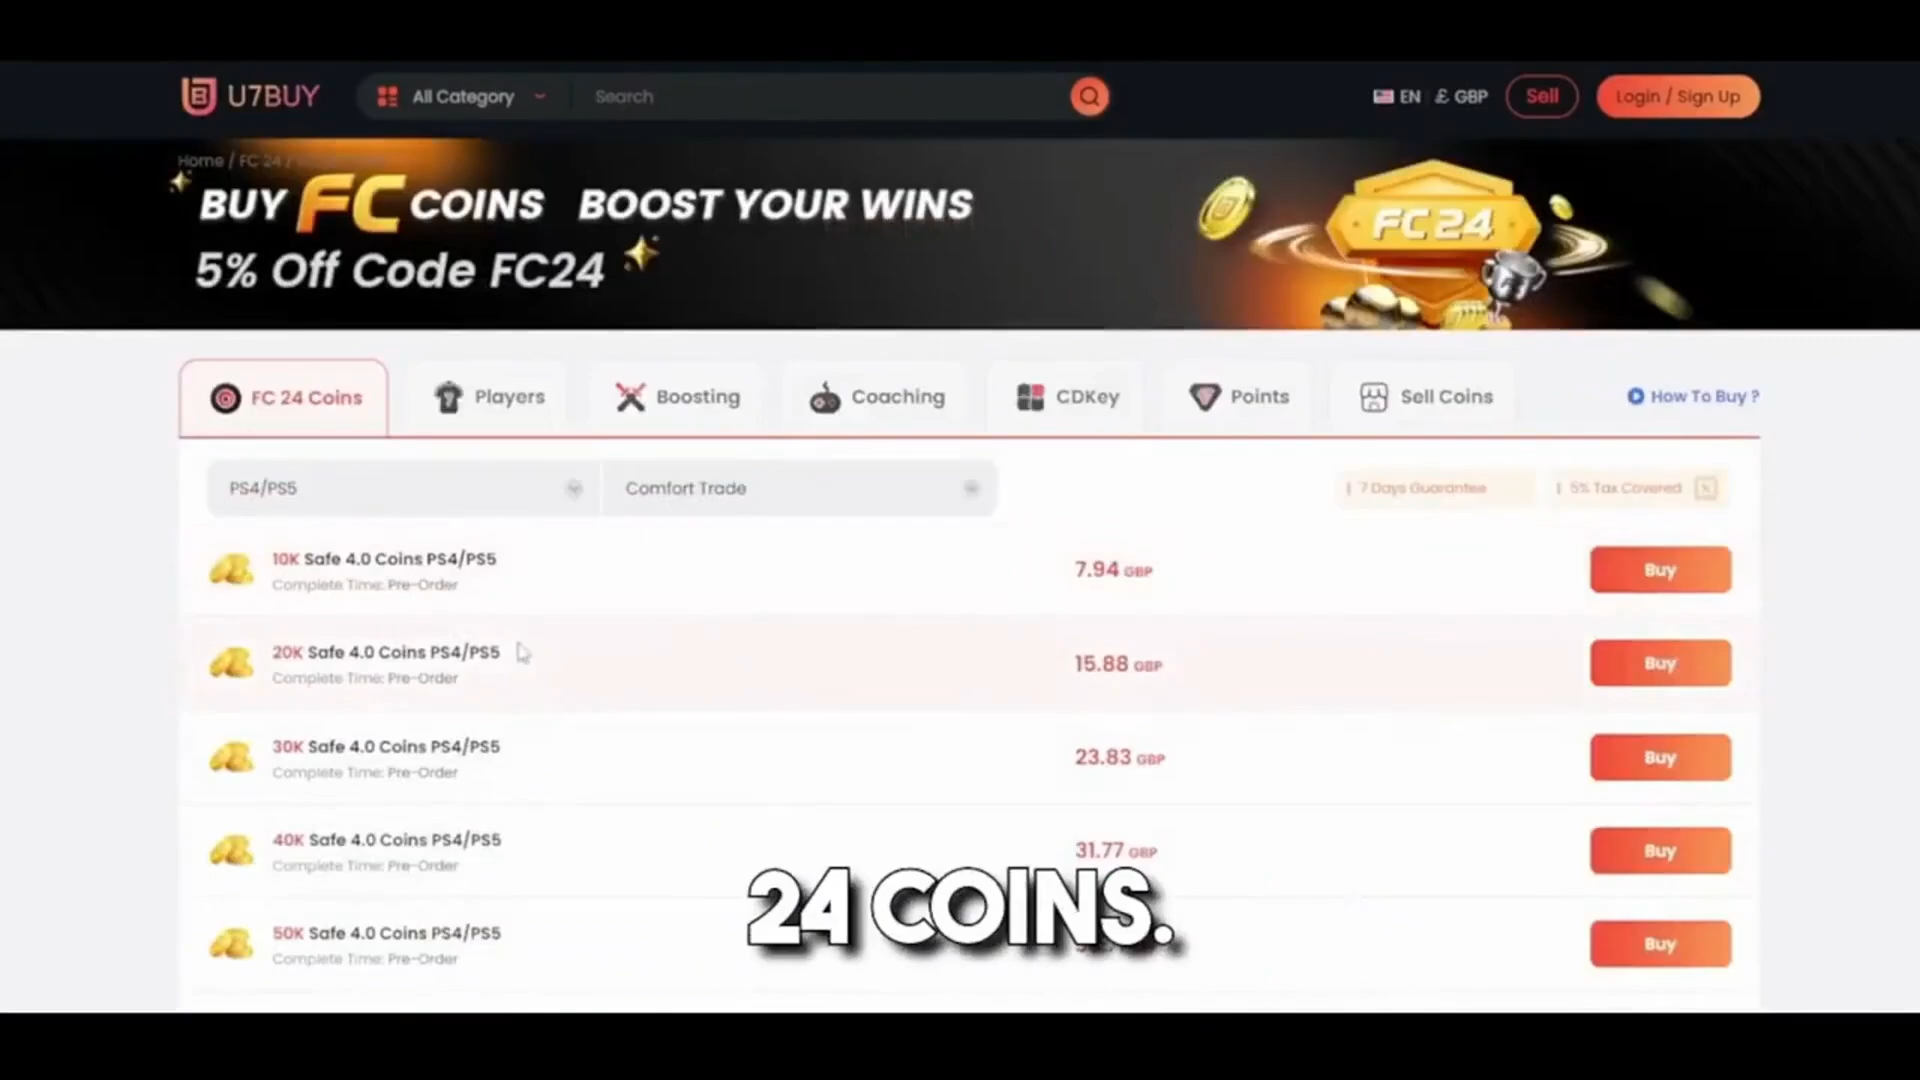 U7BUY All Category Search EN £ GBP Sell Login / Sign Up
Home / FC 24 /
BUY FC COINS BOOST YOUR WINS
5% Off Code FC24
FC 24
FC 24 Coins Players Boosting Coaching CDKey Points Sell Coins How To Buy ?
PS4/PS5 Comfort Trade 7 Days Guarantee 5% Tax Covered
10K Safe 4.0 Coins PS4/PS5 7.94 GBP Buy
Complete Time: Pre-Order
20K Safe 4.0 Coins PS4/PS5 15.88 GBP Buy
Complete Time: Pre-Order
30K Safe 4.0 Coins PS4/PS5 23.83 GBP Buy
Complete Time: Pre-Order
40K Safe 4.0 Coins PS4/PS5 31.77 GBP Buy
Complete Time: Pre-Order
24 COINS.
50K Safe 4.0 Coins PS4/PS5 Buy
Complete Time: Pre-Order